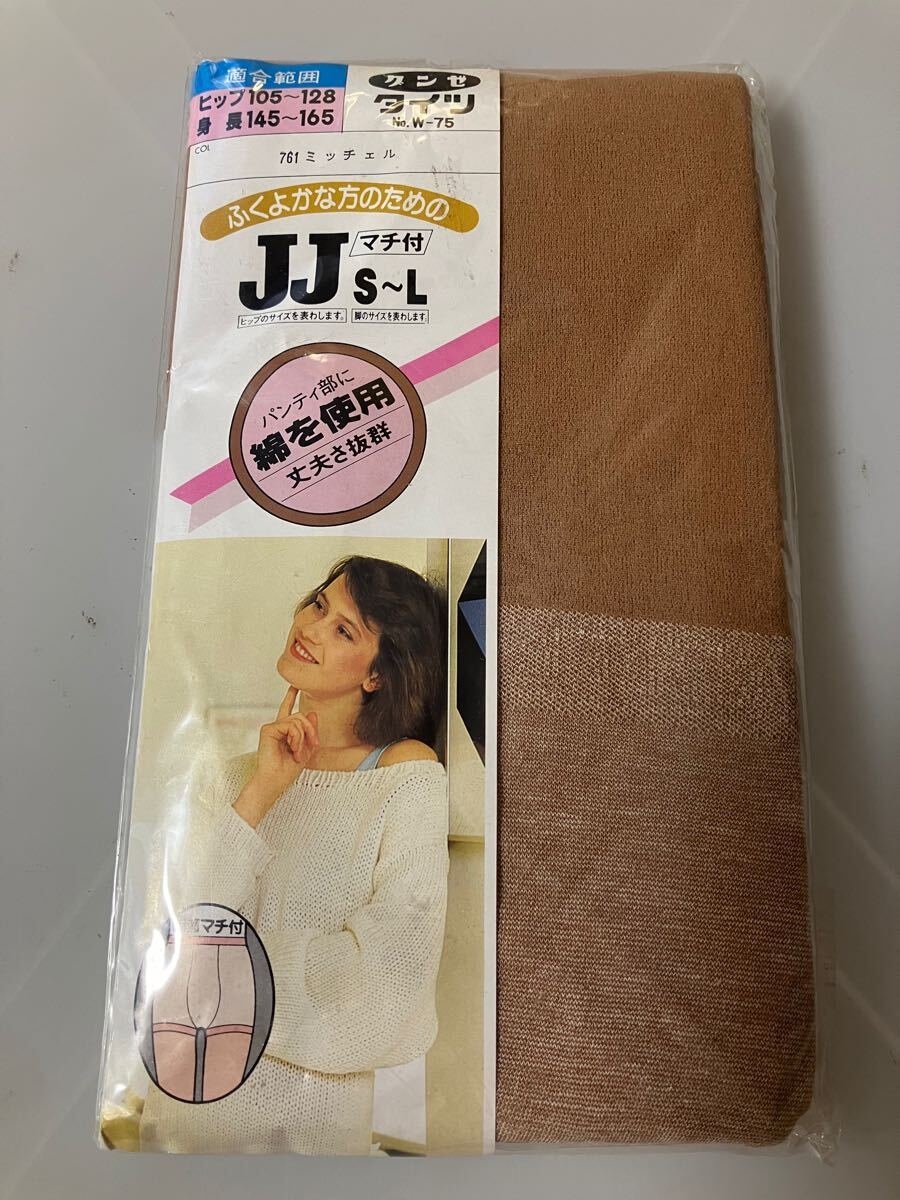 適合範囲
ヒップ105〜128
身長145〜165
グンゼ
タイツ
No.W-75
COL
761ミッチェル
ふくよかな方のための
JJ
マチ付
S〜L
ヒップのサイズを表わします。
脚のサイズを表わします。
パンティ部に
綿を使用
丈夫さ抜群
マチ付